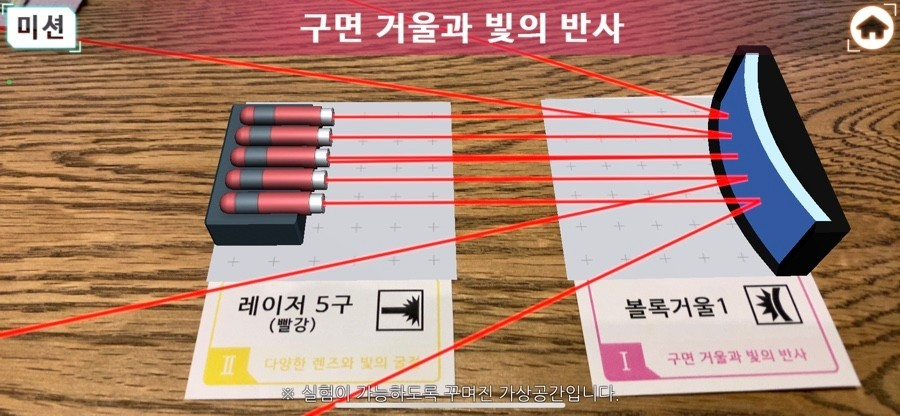 미션
구면 거울과 빛의 반사
레이저 5구
(빨강)
II
다양한 렌즈와 빛의 굴절
볼록거울1
I
구면 거울과 빛의 반사
※ 실험이 가능하도록 꾸며진 가상공간입니다.